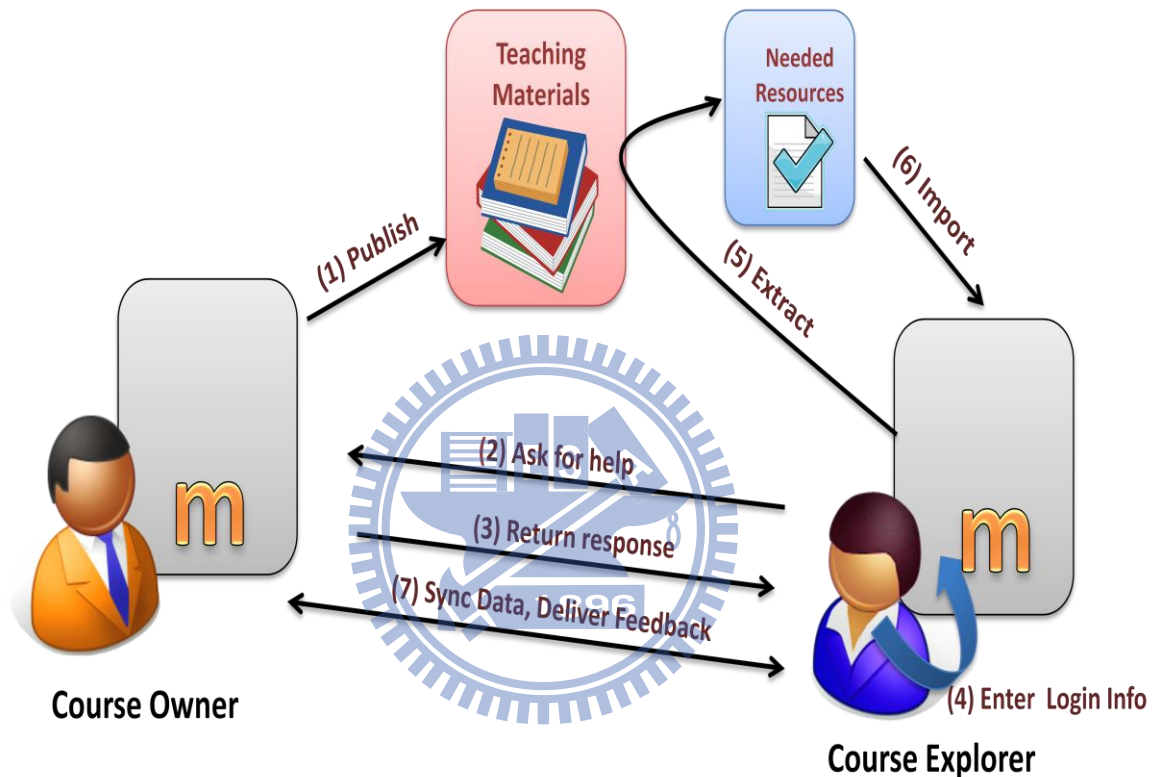 Teaching
Materials
Needed
Resources
(1) Publish
(6) Import
(5) Extract
m
m
(2) Ask for help
(3) Return response
(7) Sync Data, Deliver Feedback
1896
(4) Enter Login Info
Course Owner
Course Explorer